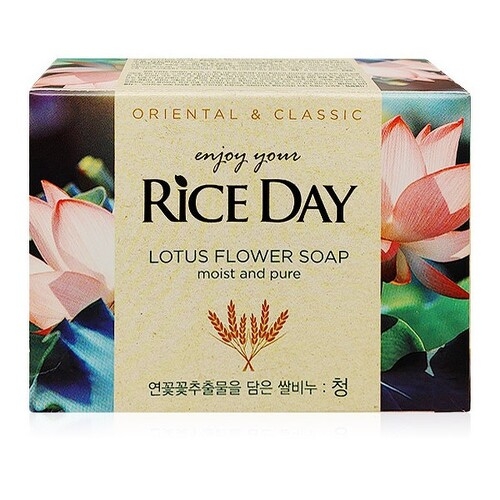 ORIENTAL & CLASSIC
enjoy your
RiCE DAY
LOTUS FLOWER SOAP
moist and pure
연꽃꽃추출물을 담은 쌀비누 : 청